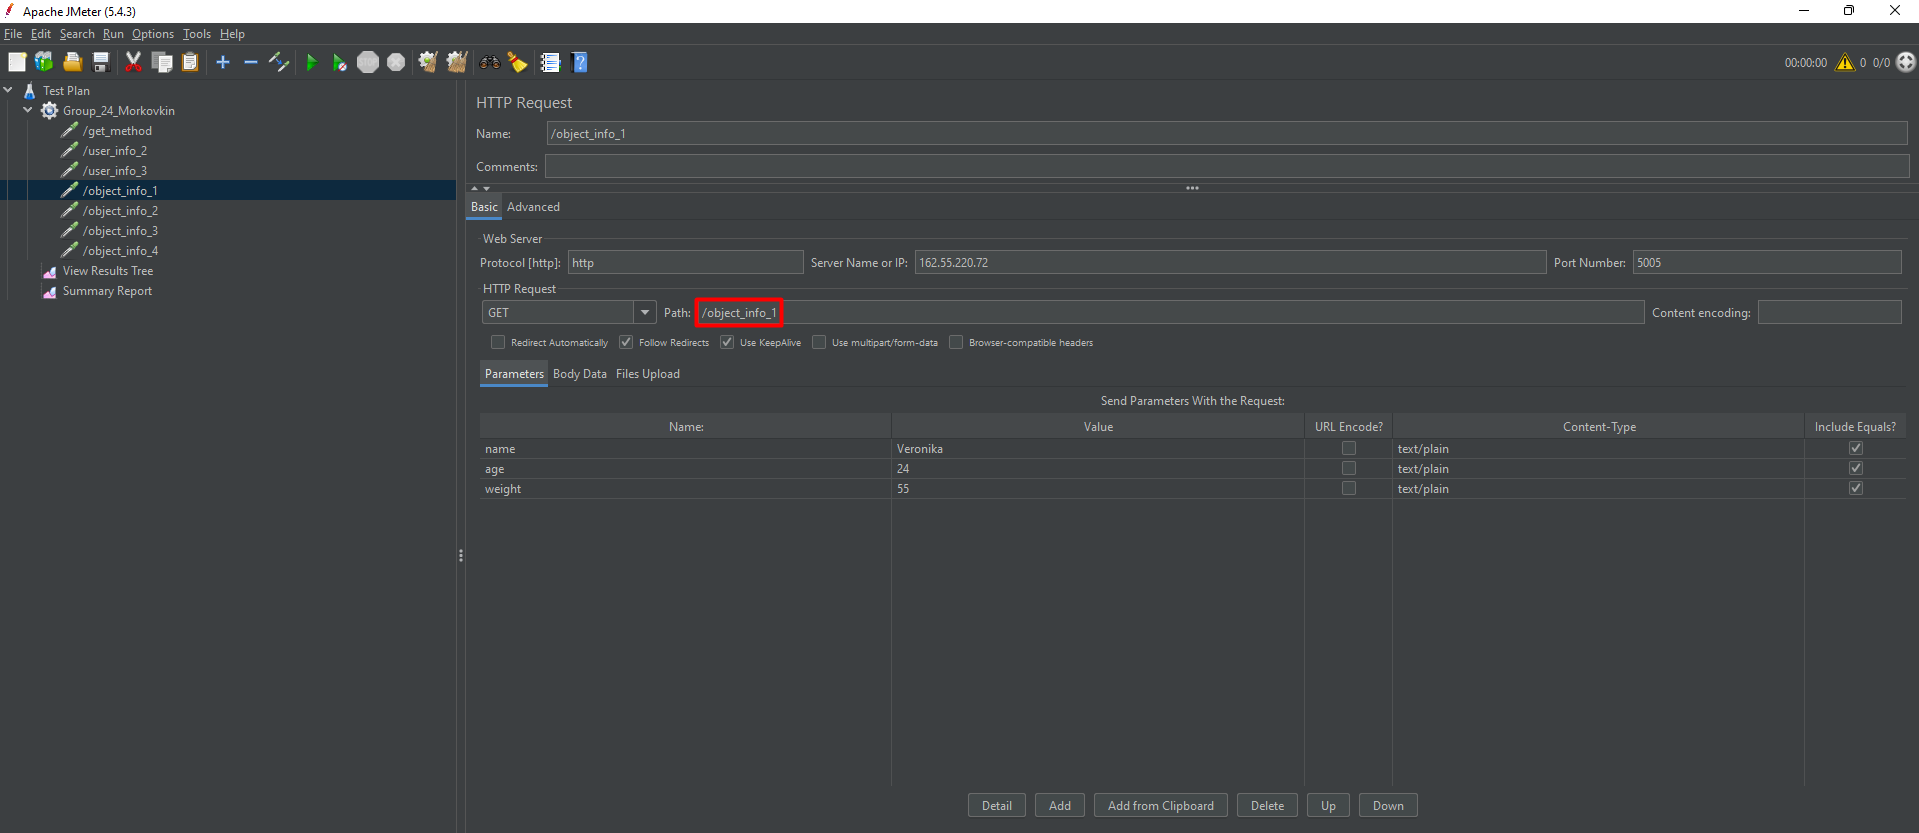 Apache JMeter (5.4.3)
File Edit Search Run Options Tools Help
STOP
?
00:00:00 0 0/0
Test Plan
Group_24_Morkovkin
/get_method
/user_info_2
/user_info_3
/object_info_1
/object_info_2
/object_info_3
/object_info_4
View Results Tree
Summary Report
HTTP Request
Name: /object_info_1
Comments:
Basic Advanced
Web Server
Protocol [http]: http Server Name or IP: 162.55.220.72 Port Number: 5005
HTTP Request
GET Path: /object_info_1 Content encoding:
Redirect Automatically Follow Redirects Use KeepAlive Use multipart/form-data Browser-compatible headers
Parameters Body Data Files Upload
Send Parameters With the Request:
Name: Value URL Encode? Content-Type Include Equals?
name Veronika text/plain
age 24 text/plain
weight 55 text/plain
Detail Add Add from Clipboard Delete Up Down